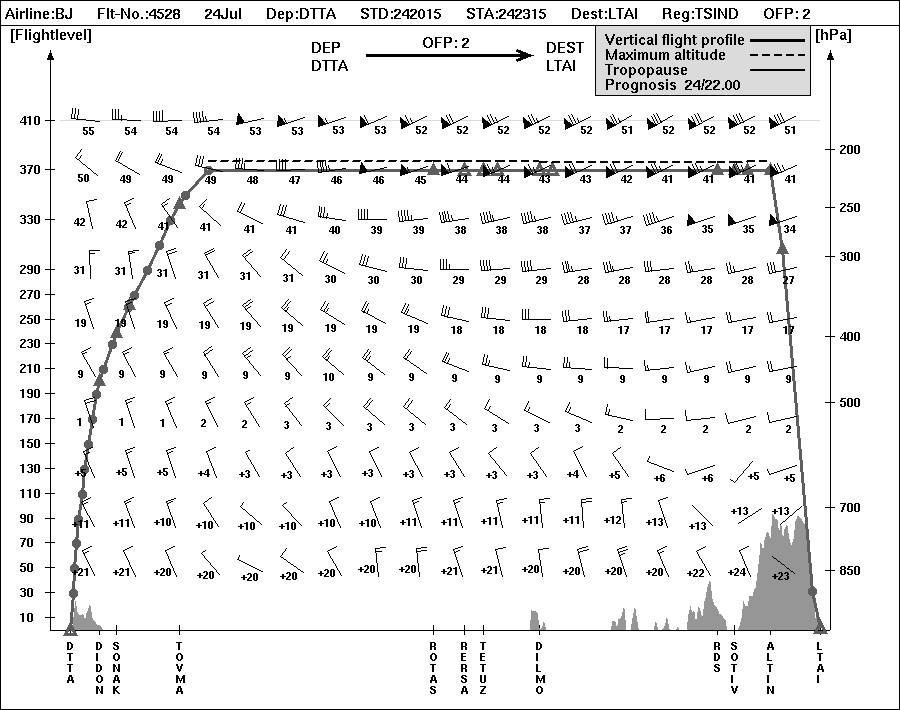 Airline:BJ Flt-No.:4528 24Jul Dep:DTTA STD:242015 STA:242315 Dest:LTAI Reg:TSIND OFP: 2
[Flightlevel] [hPa]
DEP OFP: 2 DEST
DTTA LTAI
Vertical flight profile
Maximum altitude
Tropopause
Prognosis 24/22.00
410 55 54 54 54 53 53 53 53 52 52 52 52 52 51 52 52 52 51
200
370 50 49 49 49 48 47 46 46 45 44 44 43 43 42 41 41 41 41
250
330 42 42 41 41 41 41 40 39 39 38 38 38 37 37 36 35 35 34
300
290 31 31 31 31 31 31 30 30 30 29 29 29 28 28 28 28 28 27
270
250 19 19 19 19 19 19 19 19 19 18 18 18 18 17 17 17 17 17
230 400
210 9 9 9 9 9 9 10 9 9 9 9 9 9 9 9 9 9 9
190 500
170 1 1 1 2 2 3 3 3 3 3 3 3 3 2 2 2 2 2
150
130 +5 +5 +5 +4 +3 +3 +3 +3 +3 +3 +3 +3 +4 +5 +6 +6 +5 +5
110
90 +11 +11 +10 +10 +10 +10 +10 +10 +11 +11 +11 +11 +11 +12 +13 +13 +13 +13
700
70
50 +21 +21 +20 +20 +20 +20 +20 +20 +20 +21 +21 +20 +20 +20 +20 +22 +24 +23
850
30
10
DTTA DIDON SONAK TOVMA ROTAS RERSA TETUZ DILMO RDS SOTIV ALTIN LTAI